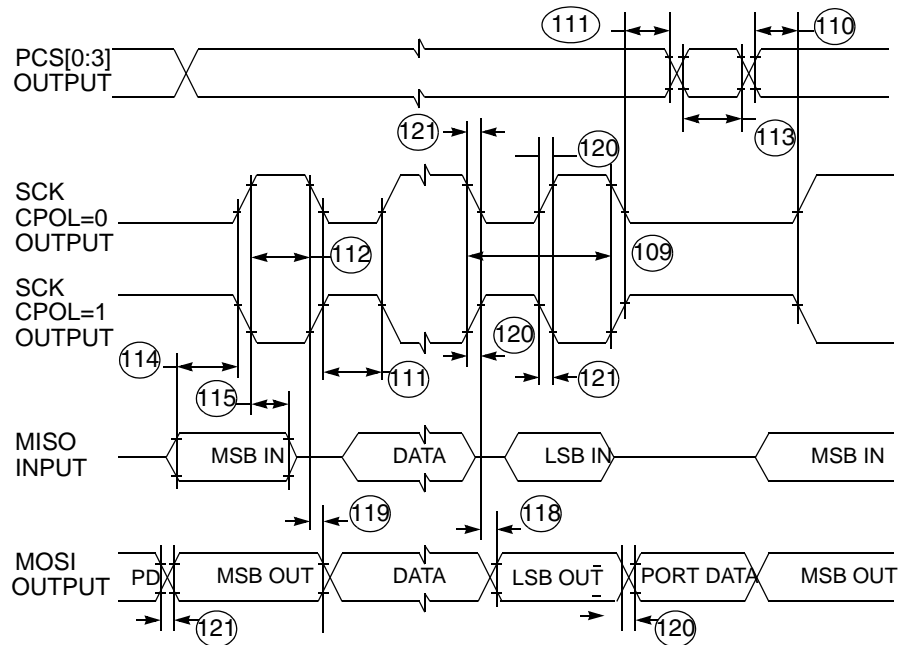 111
110
PCS[0:3]
OUTPUT
121
120
113
SCK
CPOL=0
OUTPUT
112
109
SCK
CPOL=1
OUTPUT
120
114
111
121
115
MISO
INPUT
MSB IN
DATA
LSB IN
MSB IN
119
118
MOSI
OUTPUT
PD
MSB OUT
DATA
LSB OUT
PORT DATA
MSB OUT
121
120